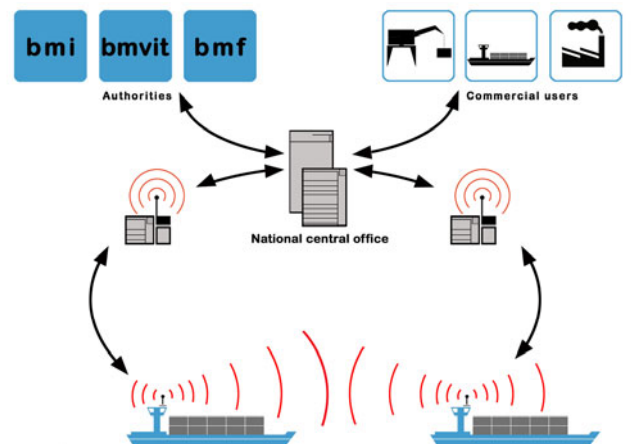 bmi bmvit bmf
Authorities
Commercial users
National central office